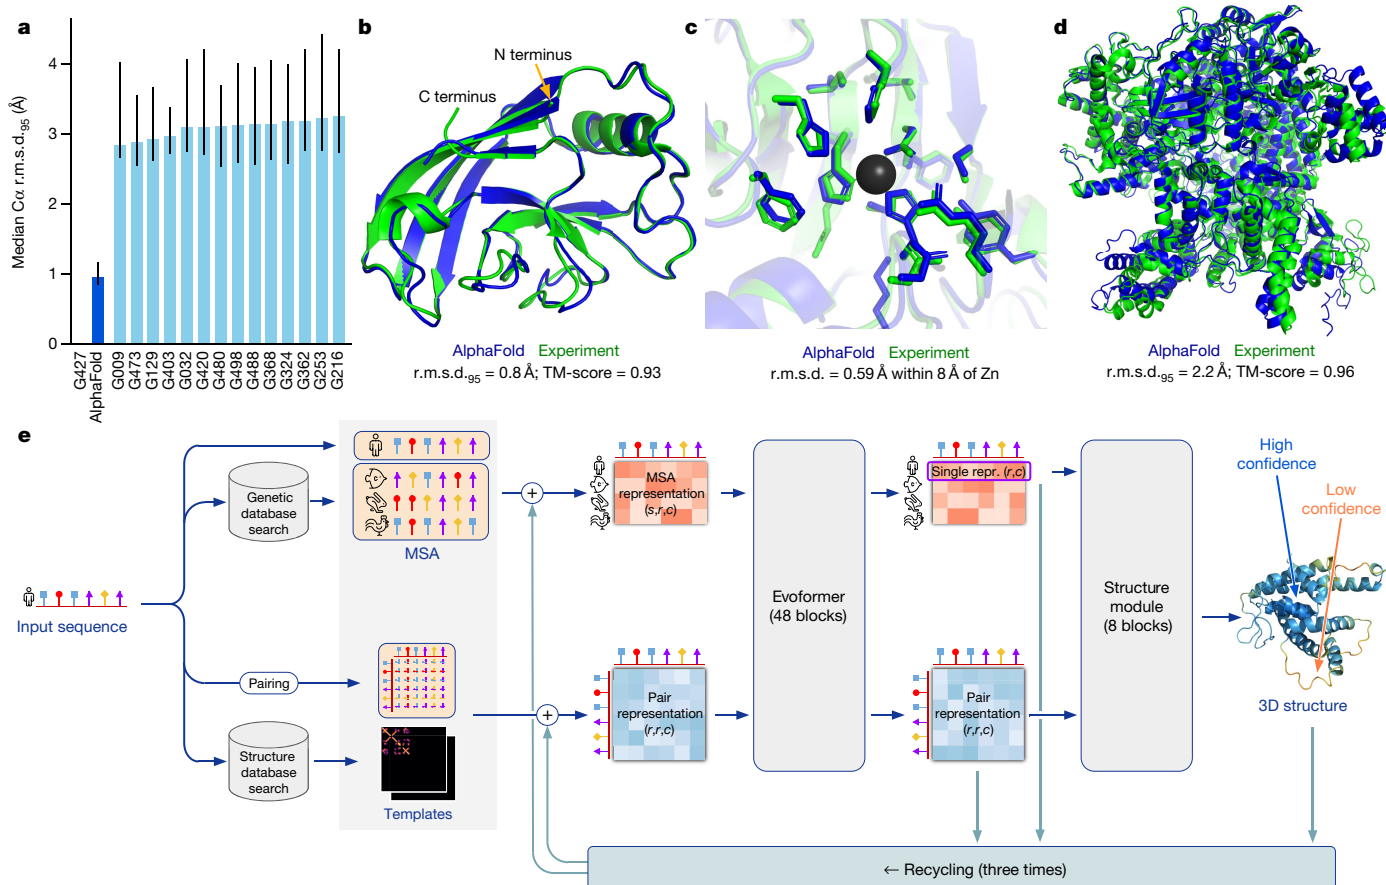 a
Median Cα r.m.s.d.95 (Å)
4
3
2
1
0
G427
AlphaFold
G009
G473
G129
G403
G032
G420
G480
G498
G488
G368
G324
G362
G253
G216
b
N terminus
C terminus
AlphaFold Experiment
r.m.s.d.95 = 0.8 Å; TM-score = 0.93
c
AlphaFold Experiment
r.m.s.d. = 0.59 Å within 8 Å of Zn
d
AlphaFold Experiment
r.m.s.d.95 = 2.2 Å; TM-score = 0.96
e
Input sequence
Genetic
database
search
Pairing
Structure
database
search
MSA
Templates
+
+
MSA
representation
(s,r,c)
Pair
representation
(r,r,c)
Evoformer
(48 blocks)
Single repr. (r,c)
Pair
representation
(r,r,c)
Structure
module
(8 blocks)
High
confidence
Low
confidence
3D structure
← Recycling (three times)